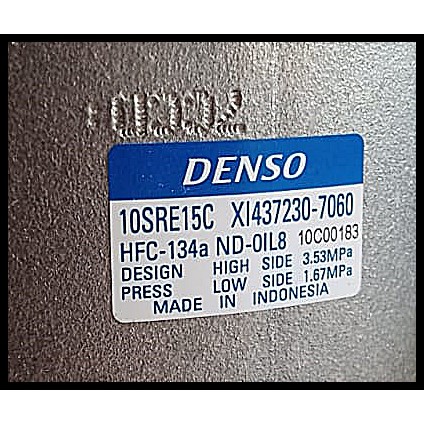 DENSO
10SRE15C XI437230-7060
HFC-134a ND-OIL8 10C00183
DESIGN HIGH SIDE 3.53MPa
PRESS LOW SIDE 1.67MPa
MADE IN INDONESIA